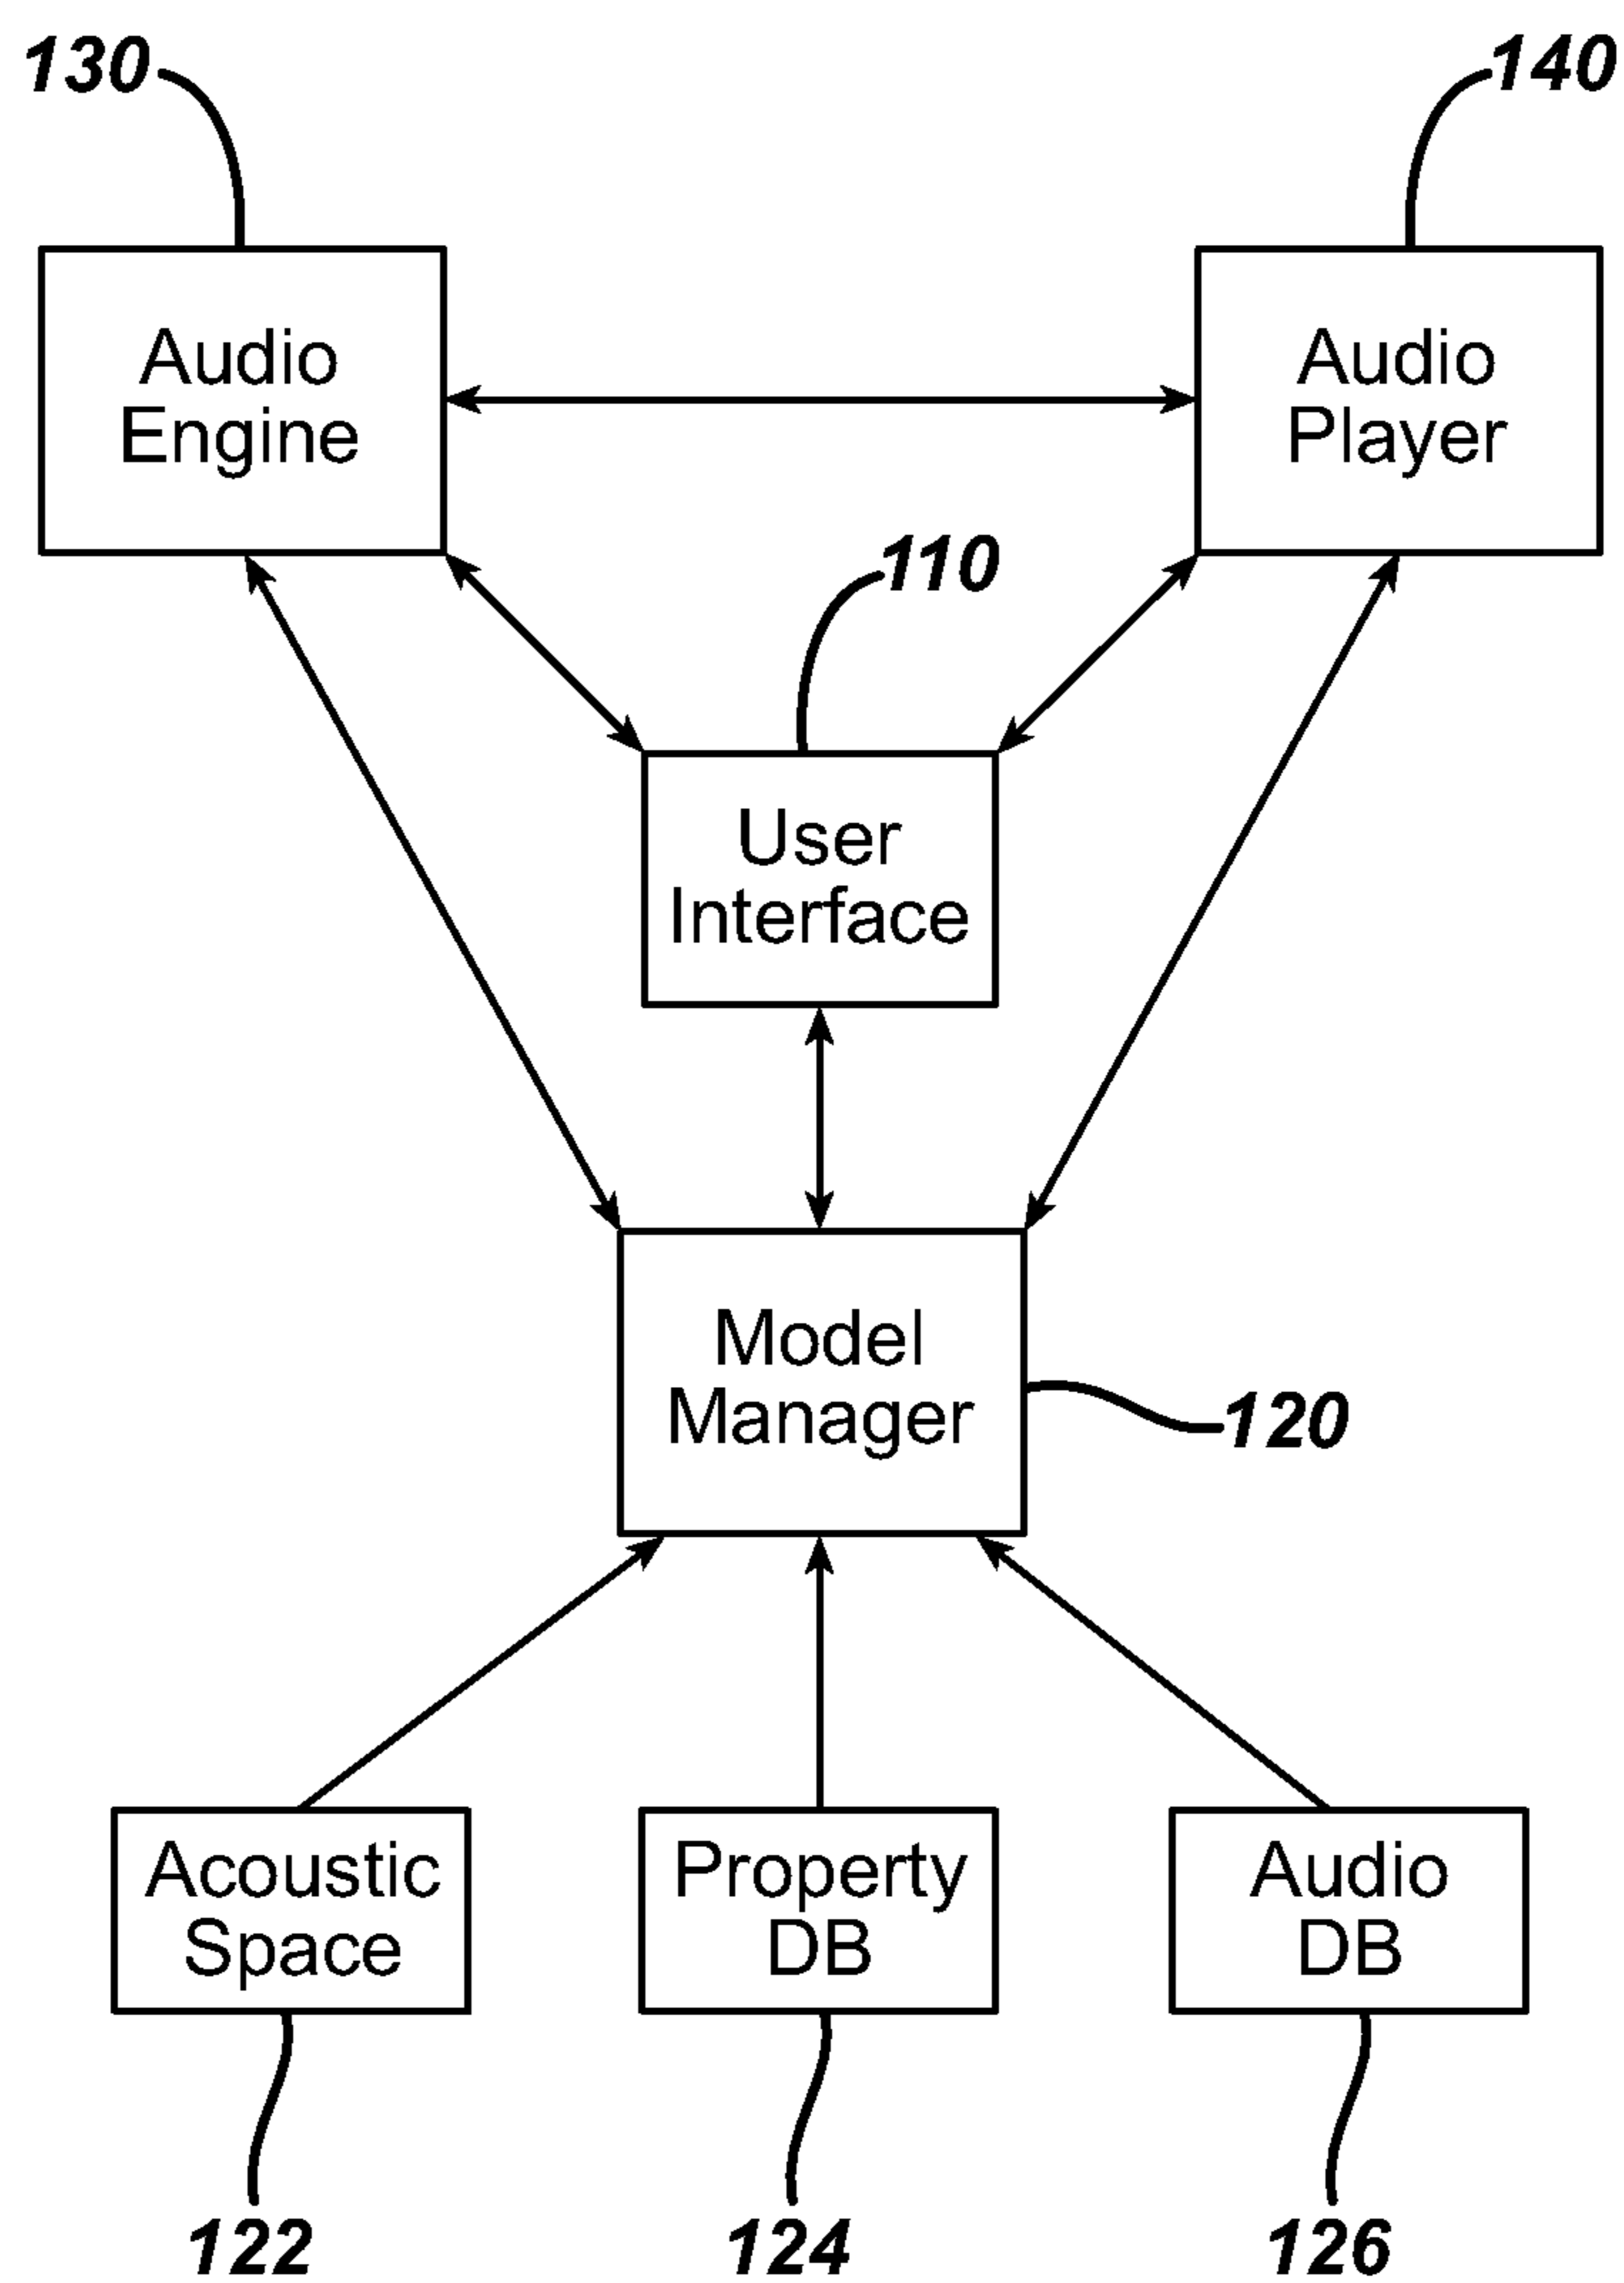 130
140
Audio
Engine
Audio
Player
110
User
Interface
Model
Manager
120
Acoustic
Space
Property
DB
Audio
DB
122
124
126